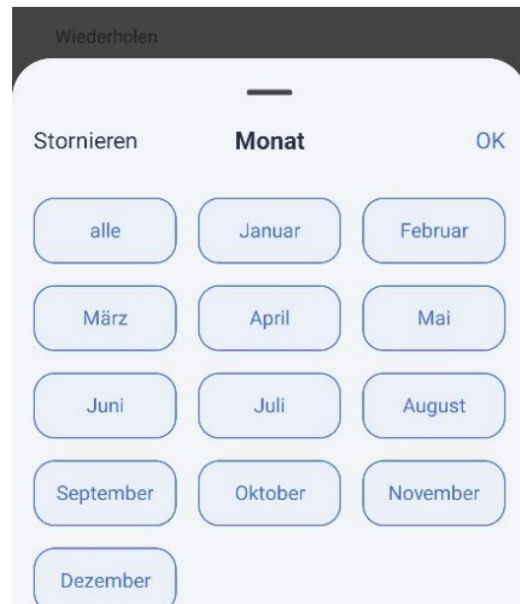 Wiederholen
Stornieren Monat OK
alle Januar Februar
März April Mai
Juni Juli August
September Oktober November
Dezember